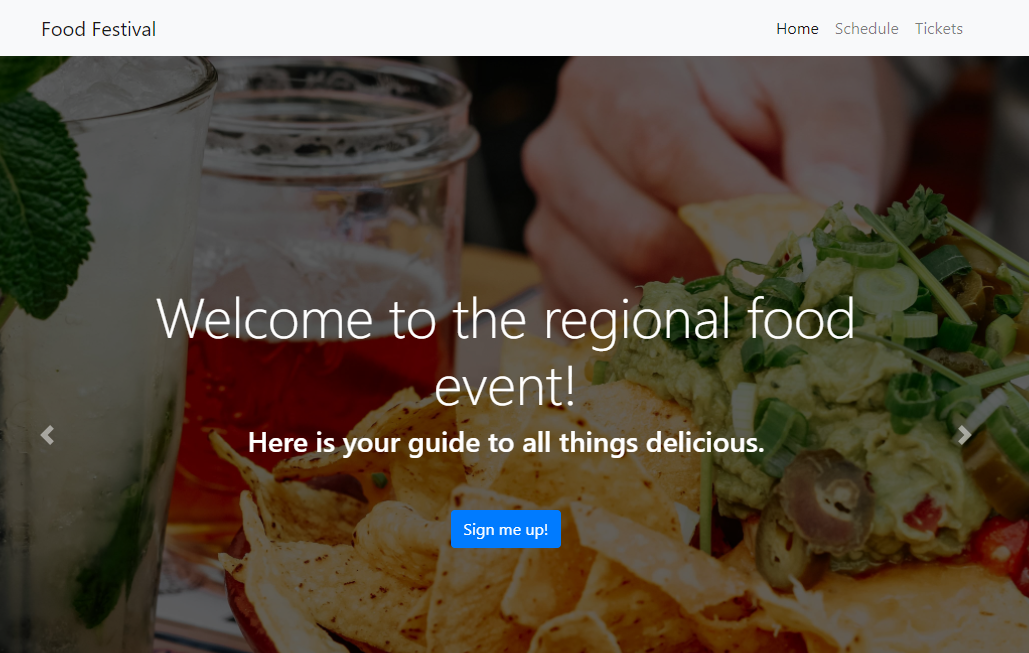 Food Festival
Home Schedule Tickets
Welcome to the regional food
event!
Here is your guide to all things delicious.
Sign me up!